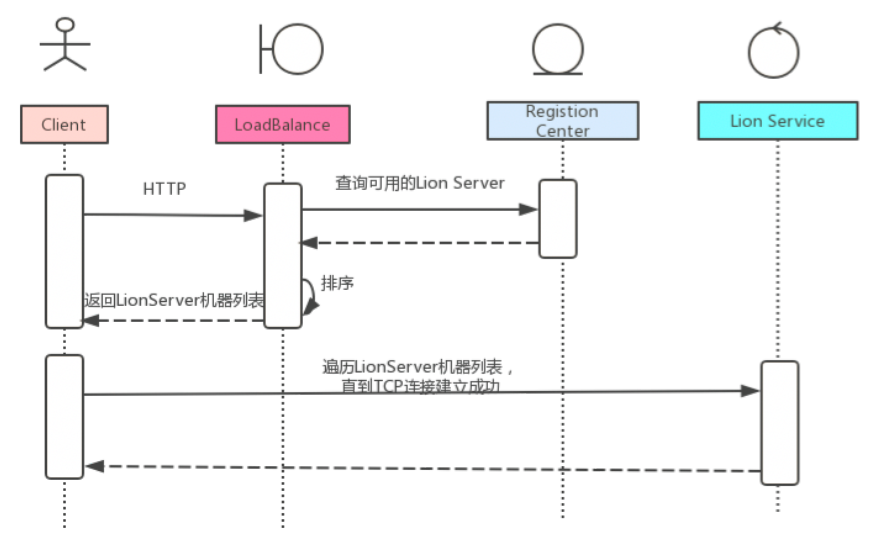 Client
LoadBalance
Registion
Center
Lion Service
HTTP
查询可用的Lion Server
排序
返回LionServer机器列表
遍历LionServer机器列表，
直到TCP连接建立成功